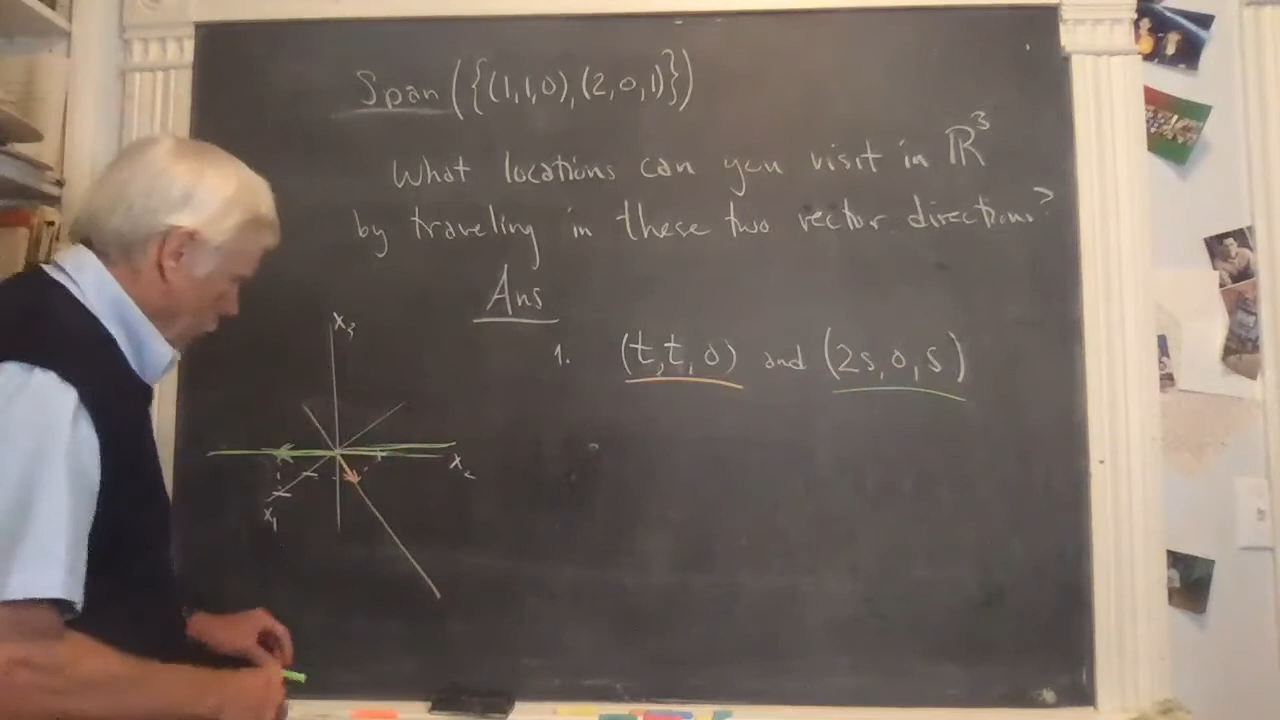 Span ({(1,1,0), (2,0,1)})
What locations can you visit in ℝ³
by traveling in these two vector directions?
Ans
1. (t,t,0) and (2s,0,s)
x₃
x₂
x₁